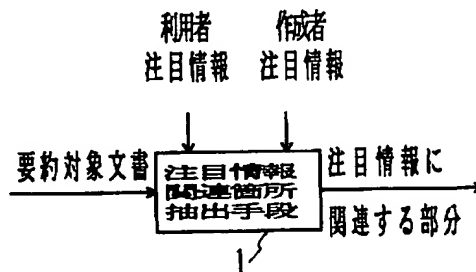 利用者
注目情報
作成者
注目情報
要約対象文書
注目情報
関連箇所
抽出手段
注目情報に
関連する部分
1